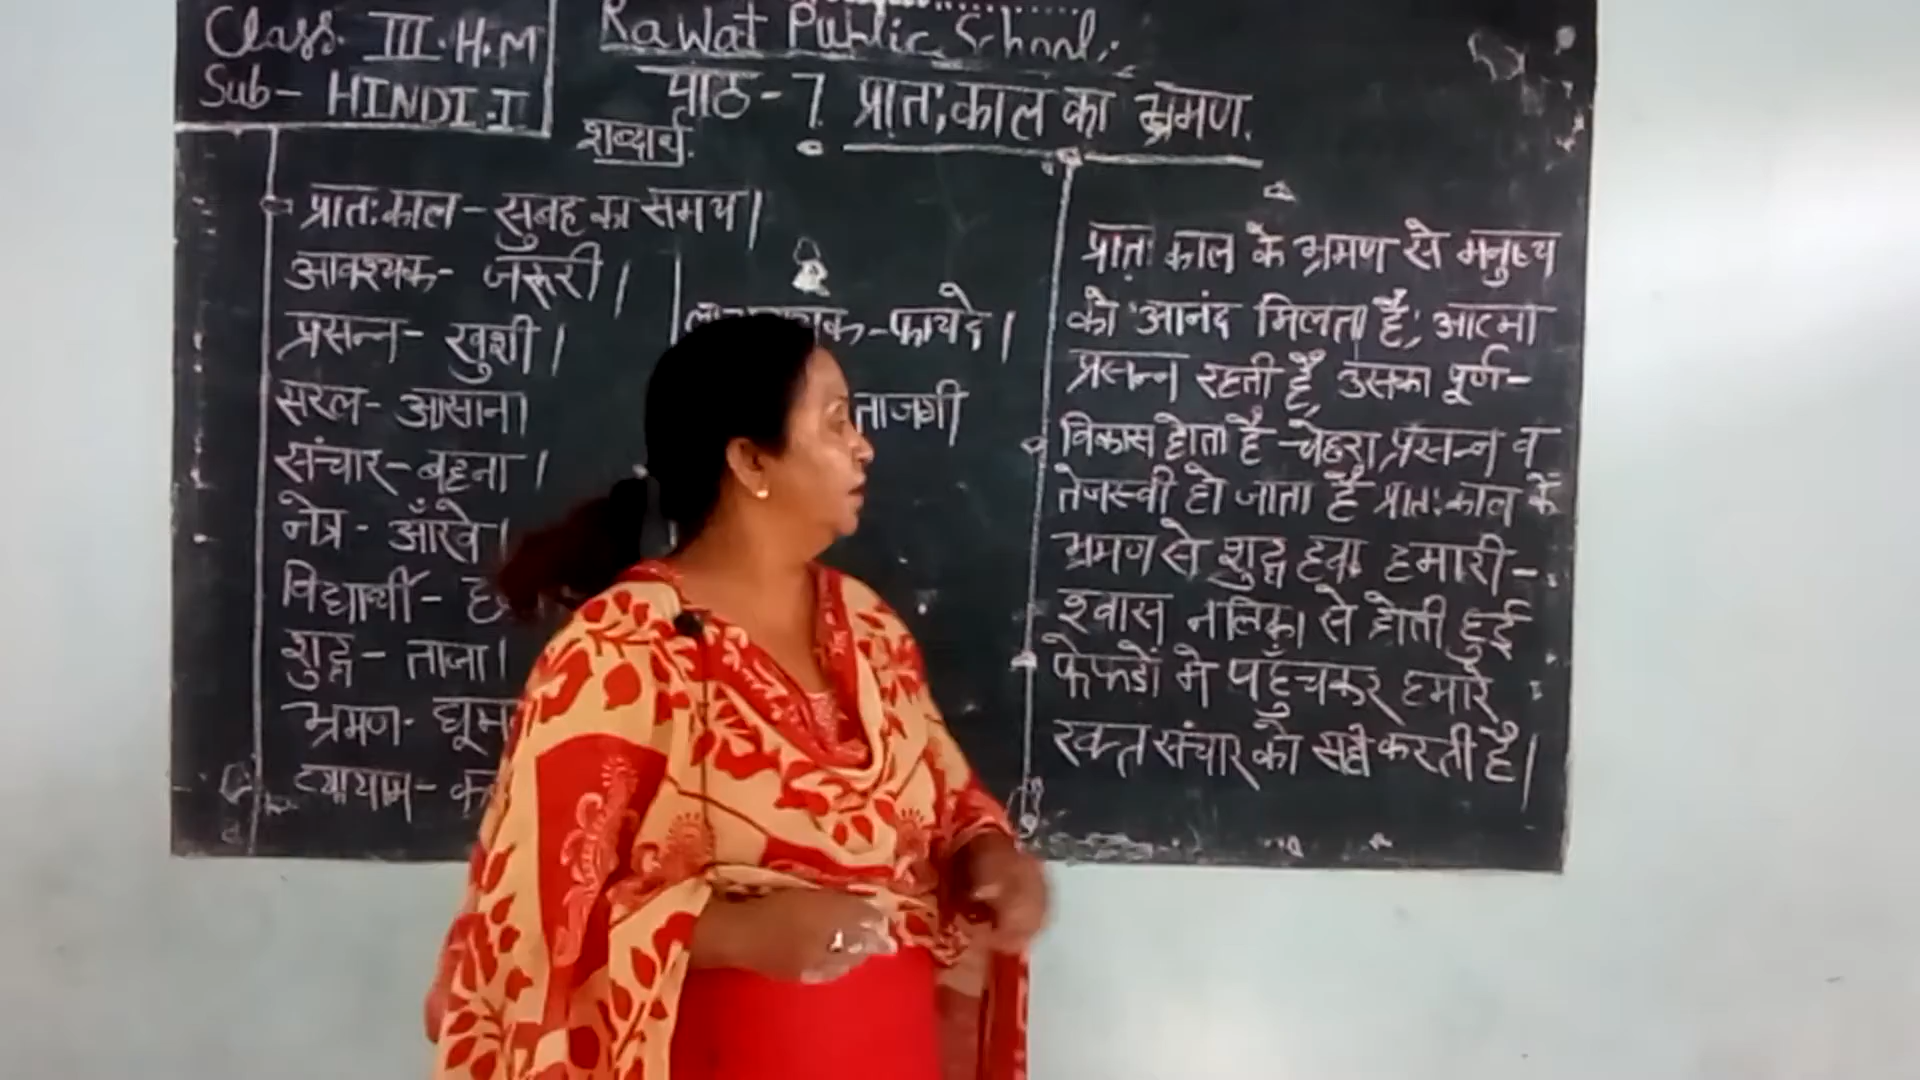 Class. III. H.M
Sub- HINDI.I
Rawat Public School.
पाठ-7. प्रातःकाल का भ्रमण.
शब्दार्थ.
प्रातःकाल-सुबह का समय।
आवश्यक- जरूरी।
प्रसन्न- खुशी।
सरल- आसान।
संचार-बहना।
नेत्र- आँखे।
विद्यार्थी-
शुद्ध- ताजा।
भ्रमण- घूम
व्यायाम-
-फायदे।
ताजगी
प्रातः काल के भ्रमण से मनुष्य
को आनंद मिलता है, आत्मा
प्रसन्न रहती है, उसका पूर्ण-
विकास होता है चेहरा प्रसन्न व
तेजस्वी हो जाता है प्रातःकाल के
भ्रमण से शुद्ध हवा हमारी-
श्वास नलिका से होती हुई
फेफडों मे पहुँचकर हमारे
रक्त संचार को सही करती है।